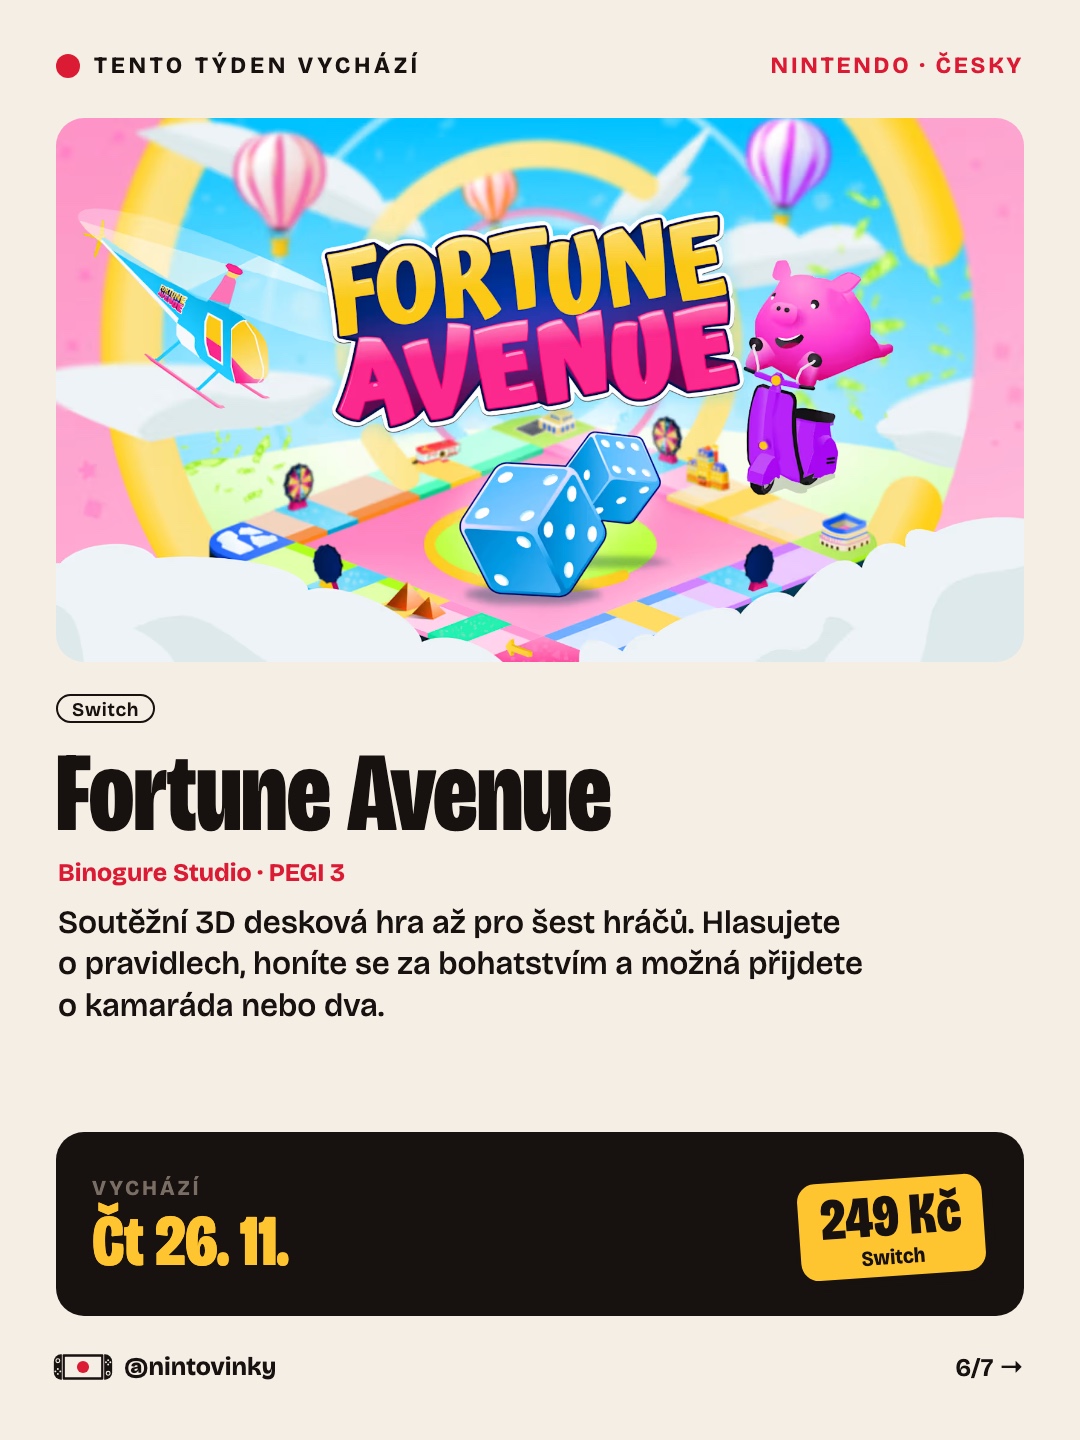 TENTO TÝDEN VYCHÁZÍ
NINTENDO · ČESKY
FORTUNE
AVENUE
Switch
Fortune Avenue
Binogure Studio · PEGI 3
Soutěžní 3D desková hra až pro šest hráčů. Hlasujete
o pravidlech, honíte se za bohatstvím a možná přijdete
o kamaráda nebo dva.
VYCHÁZÍ
Čt 26. 11.
249 Kč
Switch
@nintovinky
6/7 →